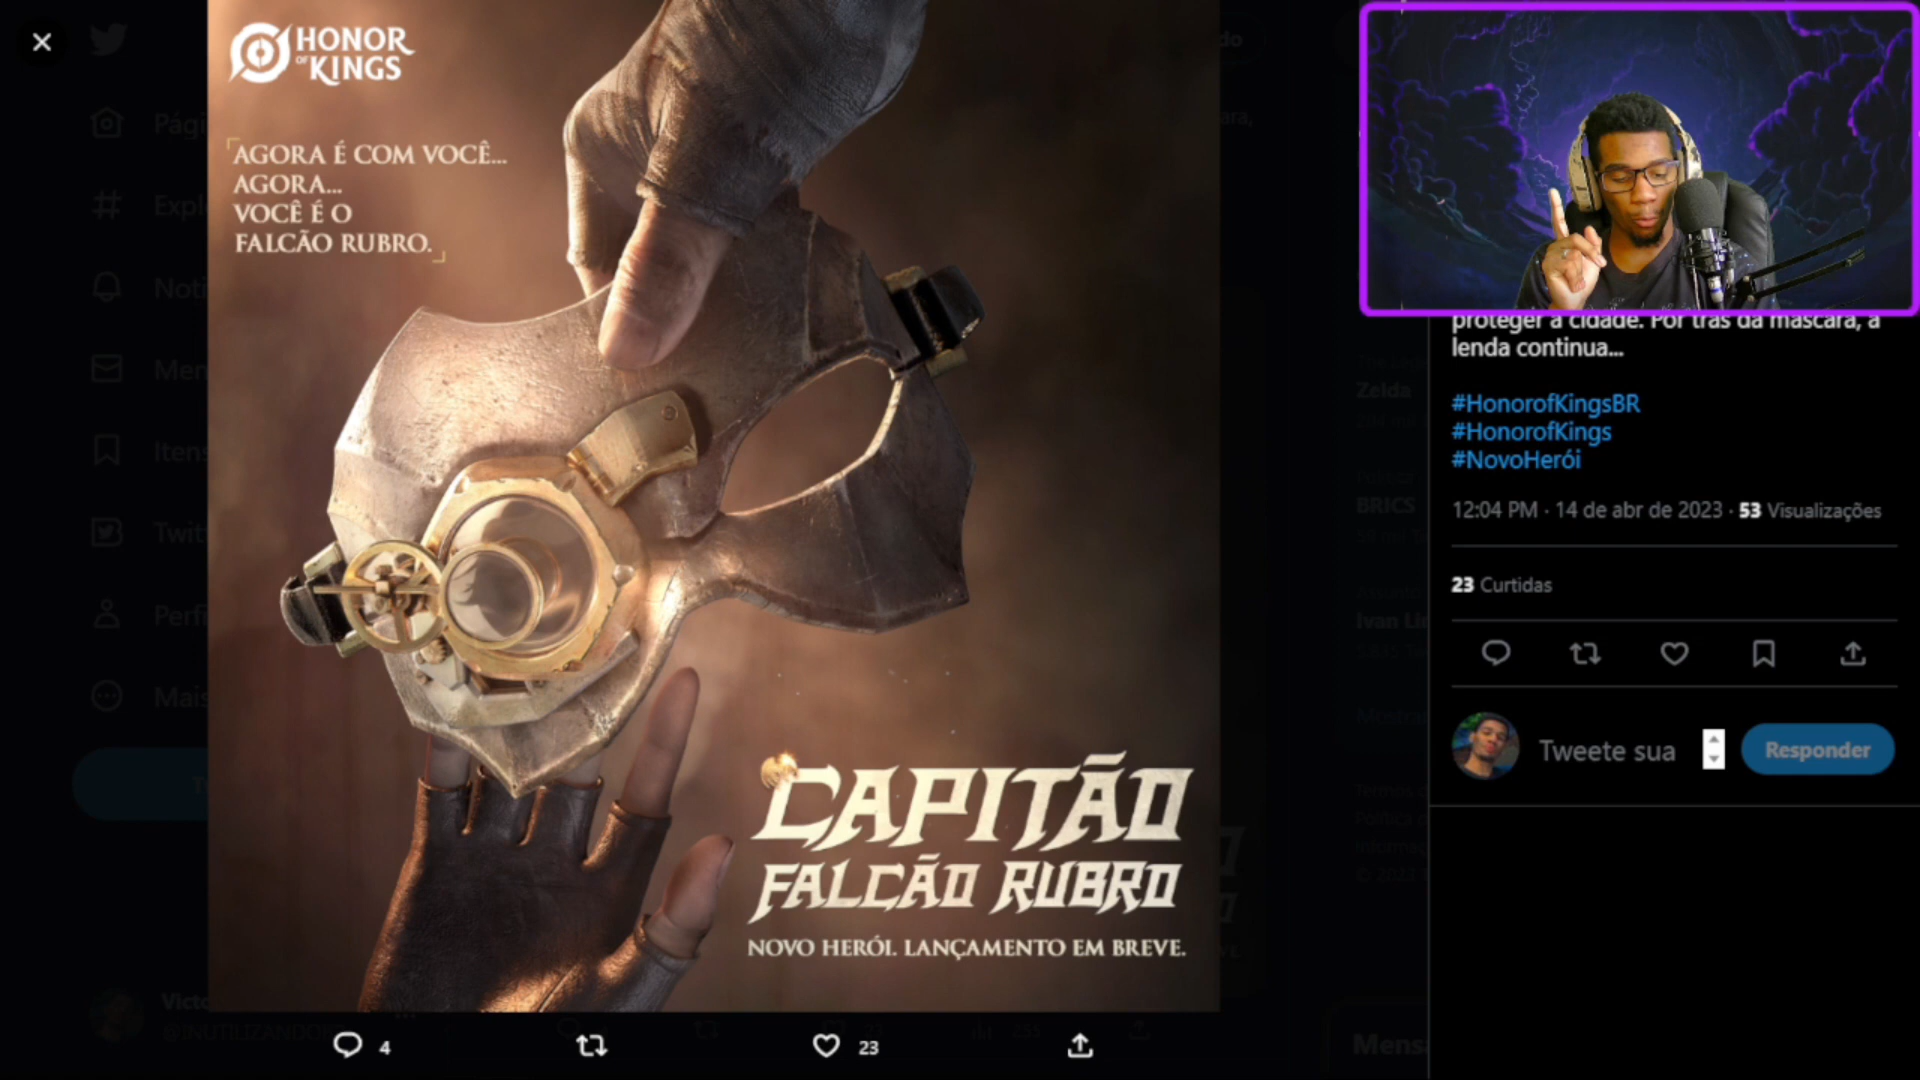 HONOR
OF KINGS
AGORA É COM VOCÊ...
AGORA...
VOCÊ É O
FALCÃO RUBRO.
CAPITÃO
FALCÃO RUBRO
NOVO HERÓI. LANÇAMENTO EM BREVE.
4
23
proteger a cidade. Por trás da máscara, a
lenda continua...
#HonorofKingsBR
#HonorofKings
#NovoHerói
12:04 PM · 14 de abr de 2023 · 53 Visualizações
23 Curtidas
Tweete sua
Responder
Zelda
BRICS